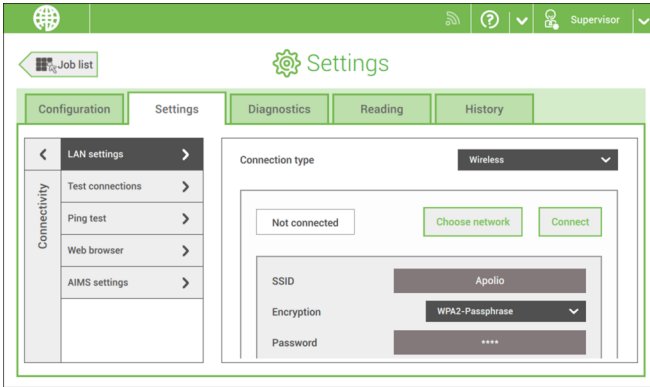 Supervisor
Job list
Settings
Configuration
Settings
Diagnostics
Reading
History
Connectivity
LAN settings
Test connections
Ping test
Web browser
AIMS settings
Connection type
Wireless
Not connected
Choose network
Connect
SSID
Apolio
Encryption
WPA2-Passphrase
Password
****